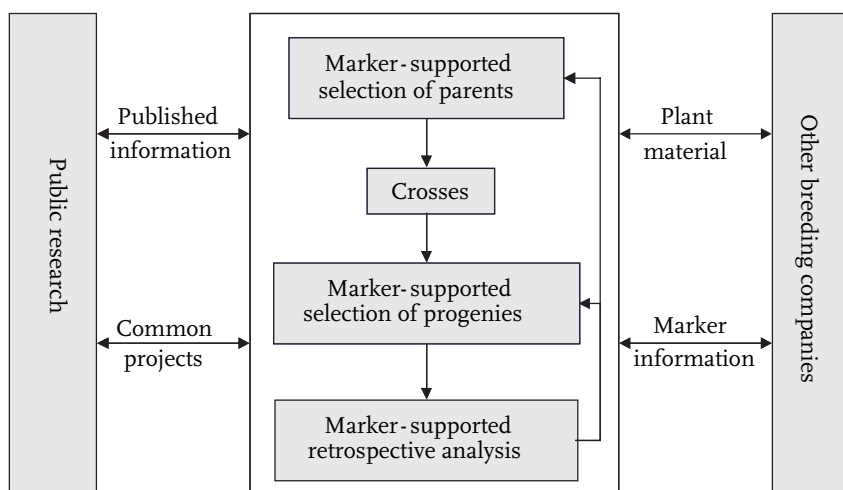 Public research
Published
information
Common
projects
Marker-supported
selection of parents
Crosses
Marker-supported
selection of progenies
Marker-supported
retrospective analysis
Plant
material
Marker
information
Other breeding companies